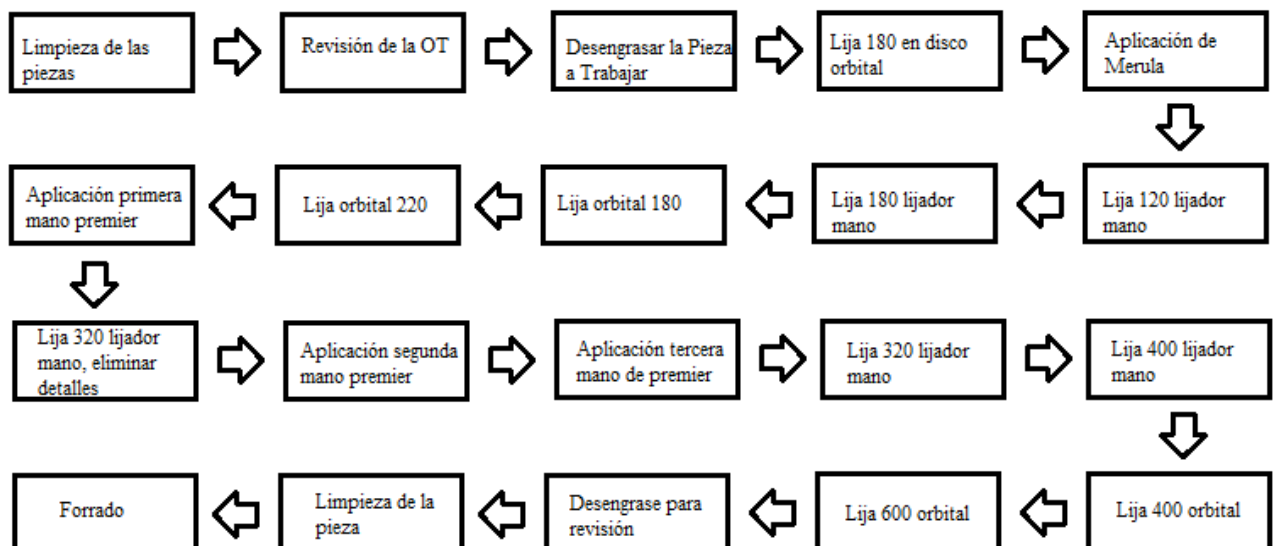 Limpieza de las
piezas
Revisión de la OT
Desengrasar la Pieza
a Trabajar
Lija 180 en disco
orbital
Aplicación de
Merula
Lija 120 lijador
mano
Lija 180 lijador
mano
Lija orbital 180
Lija orbital 220
Aplicación primera
mano premier
Lija 320 lijador
mano, eliminar
detalles
Aplicación segunda
mano premier
Aplicación tercera
mano de premier
Lija 320 lijador
mano
Lija 400 lijador
mano
Lija 400 orbital
Lija 600 orbital
Desengrase para
revisión
Limpieza de la
pieza
Forrado